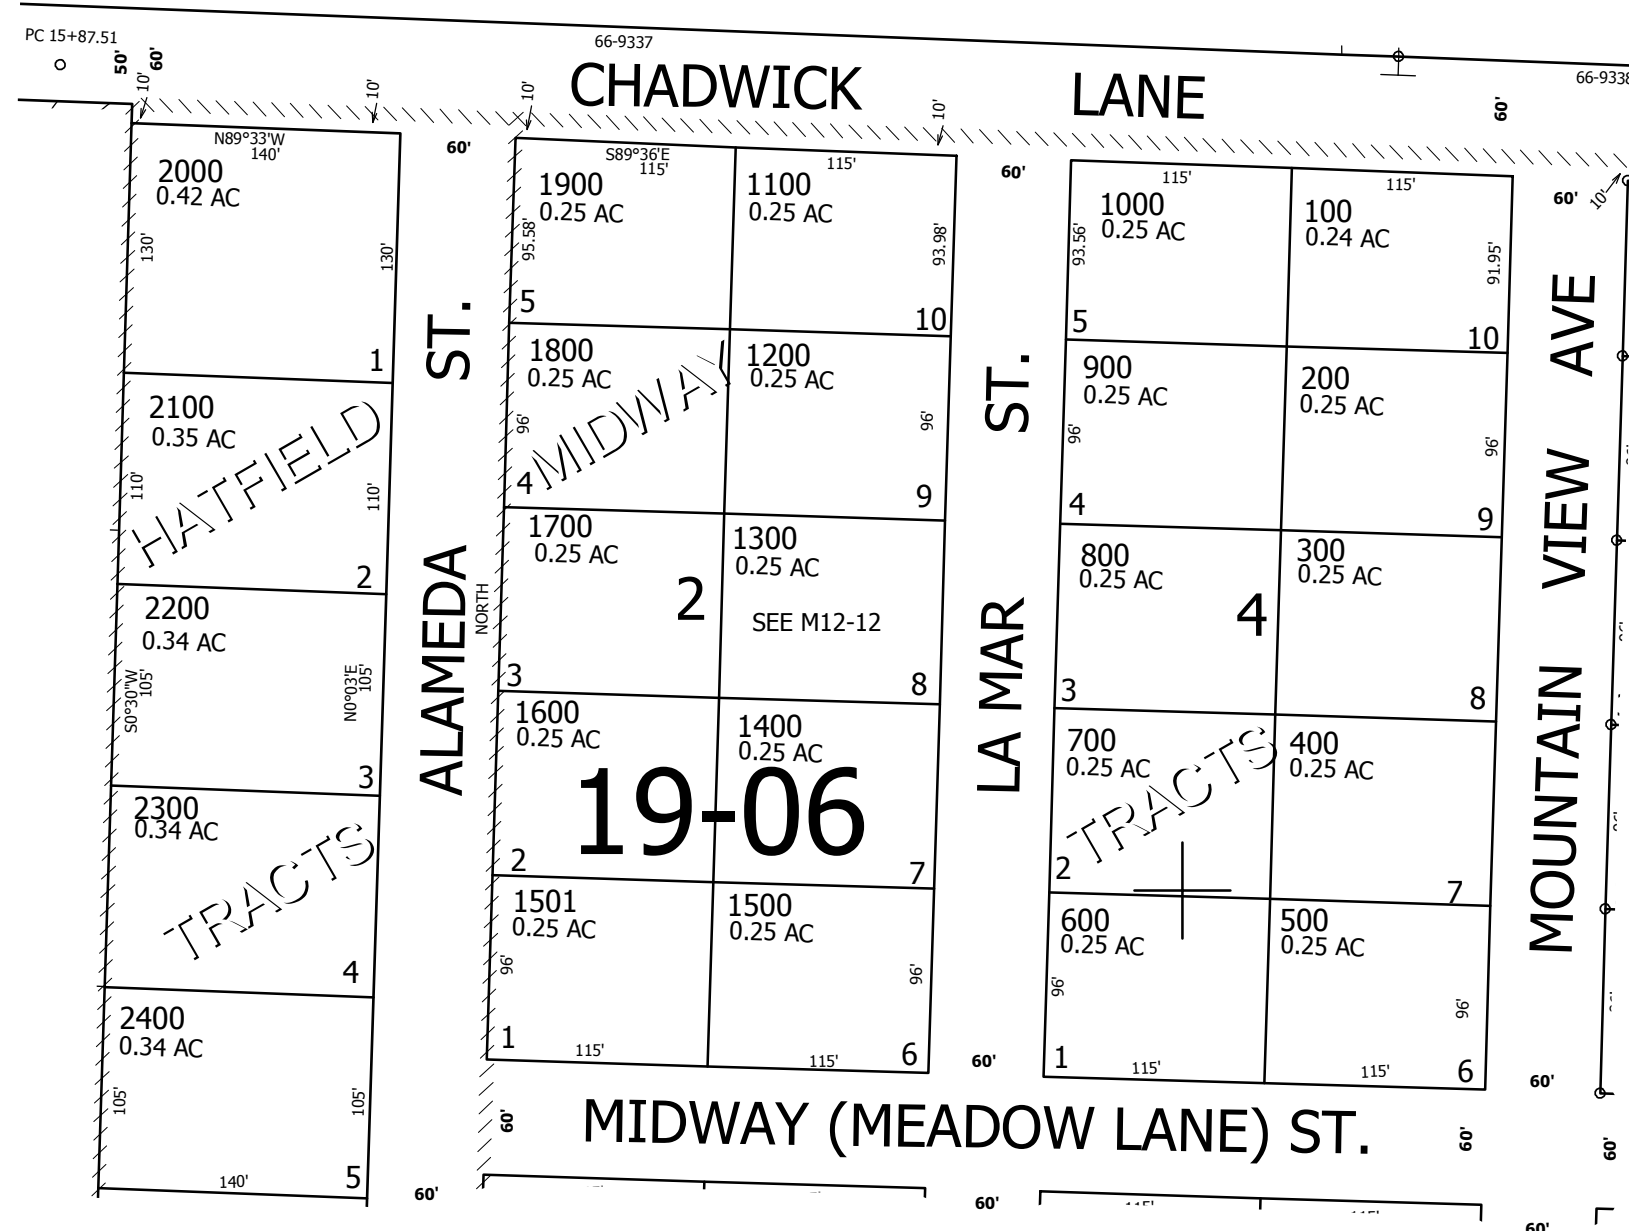 PC 15+87.51
50'
60'
10'
10'
10'
10'
66-9337
66-9338
CHADWICK LANE
60'
60'
60'
60'
10'
N89°33'W
140'
2000
0.42 AC
130'
130'
1
2100
0.35 AC
110'
110'
HATFIELD
2
2200
0.34 AC
S0°30"W
105'
N0°03'E
105'
3
2300
0.34 AC
TRACTS
4
2400
0.34 AC
105'
105'
140'
5
ALAMEDA ST.
NORTH
60'
S89°36'E
115'
1900
0.25 AC
95.58'
5
115'
1100
0.25 AC
93.98'
10
1800
0.25 AC
96'
4
MIDWAY
1200
0.25 AC
96'
9
1700
0.25 AC
3
2
1300
0.25 AC
SEE M12-12
8
1600
0.25 AC
2
1400
0.25 AC
7
19-06
1501
0.25 AC
96'
1
115'
1500
0.25 AC
96'
6
115'
LA MAR ST.
60'
115'
1000
0.25 AC
93.56'
5
115'
100
0.24 AC
91.95'
10
900
0.25 AC
96'
4
200
0.25 AC
96'
9
800
0.25 AC
3
4
300
0.25 AC
8
700
0.25 AC
2
TRACTS
400
0.25 AC
7
600
0.25 AC
96'
1
115'
500
0.25 AC
96'
6
115'
MOUNTAIN VIEW AVE
60'
60'
MIDWAY (MEADOW LANE) ST.
60'
60'
60'
60'